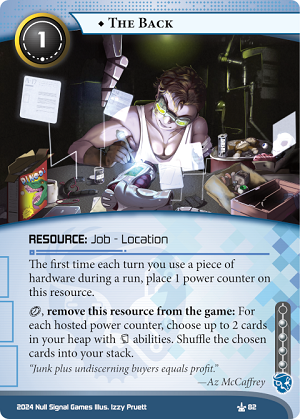 1
◆ The Back
DINOS
RESOURCE: Job - Location
The first time each turn you use a piece of
hardware during a run, place 1 power counter on
this resource.
, remove this resource from the game: For
each hosted power counter, choose up to 2 cards
in your heap with abilities. Shuffle the chosen
cards into your stack.
"Junk plus undiscerning buyers equals profit."
—Az McCaffrey
2024 Null Signal Games Illus. Izzy Pruett
82